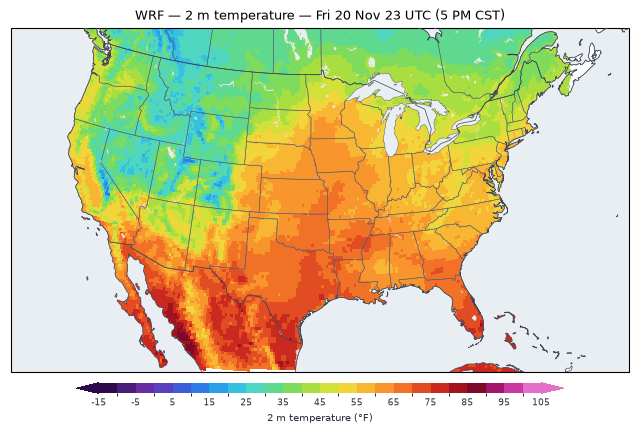 WRF — 2 m temperature — Fri 20 Nov 23 UTC (5 PM CST)
-15 -5 5 15 25 35 45 55 65 75 85 95 105
2 m temperature (°F)